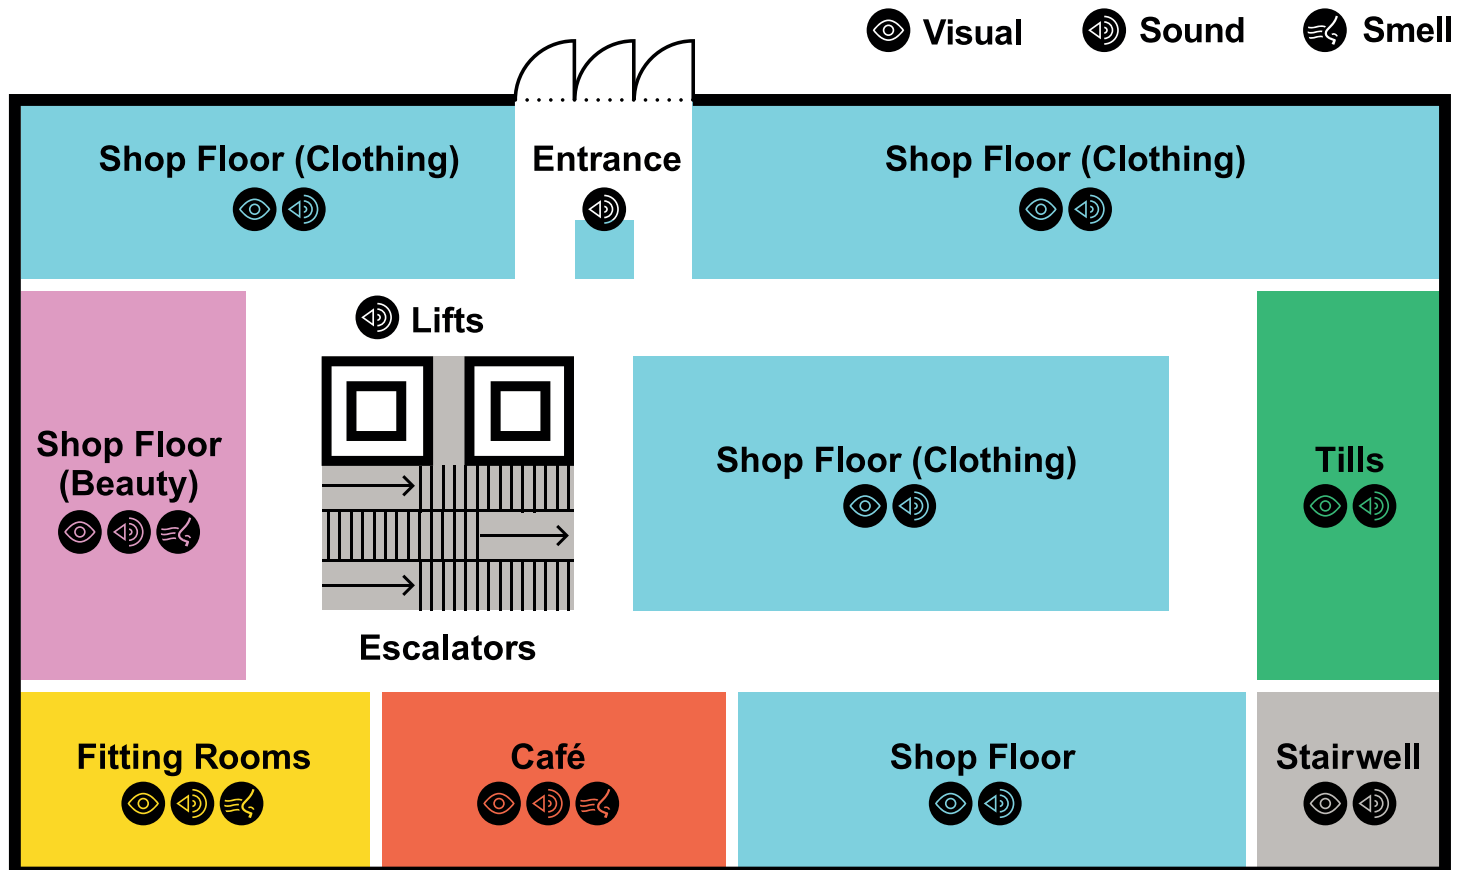 Visual
Sound
Smell
Shop Floor (Clothing)
Entrance
Shop Floor (Clothing)
Lifts
Shop Floor
(Beauty)
Shop Floor (Clothing)
Tills
Escalators
Fitting Rooms
Café
Shop Floor
Stairwell